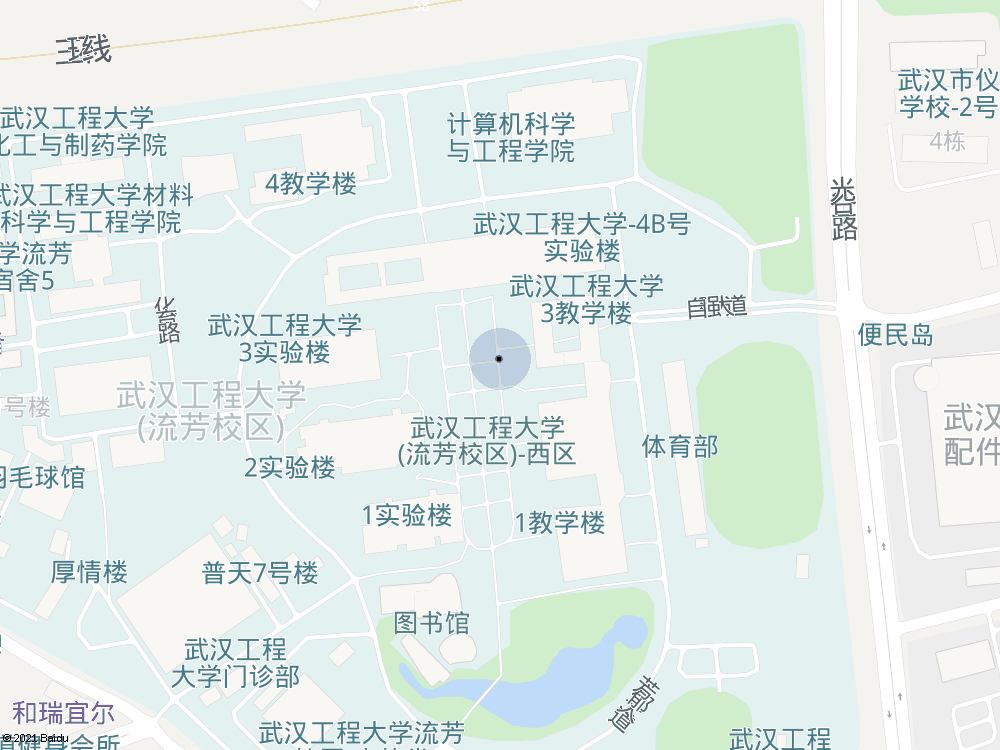 武汉工程大学
化工与制药学院
计算机科学
与工程学院
武汉市仪
学校-2号
4栋
4教学楼
武汉工程大学材料
科学与工程学院
光谷路
学流芳
宿舍5
武汉工程大学-4B号
实验楼
武汉工程大学
3教学楼
自强大道
化育路
武汉工程大学
3实验楼
便民岛
武汉工程大学
(流芳校区)
号楼
武汉工程大学
(流芳校区)-西区
体育部
武汉
配件
2实验楼
羽毛球馆
1实验楼
1教学楼
厚情楼
普天7号楼
图书馆
武汉工程
大学门诊部
和瑞宜尔
武汉工程大学流芳
武汉工程
© 2021 Baidu